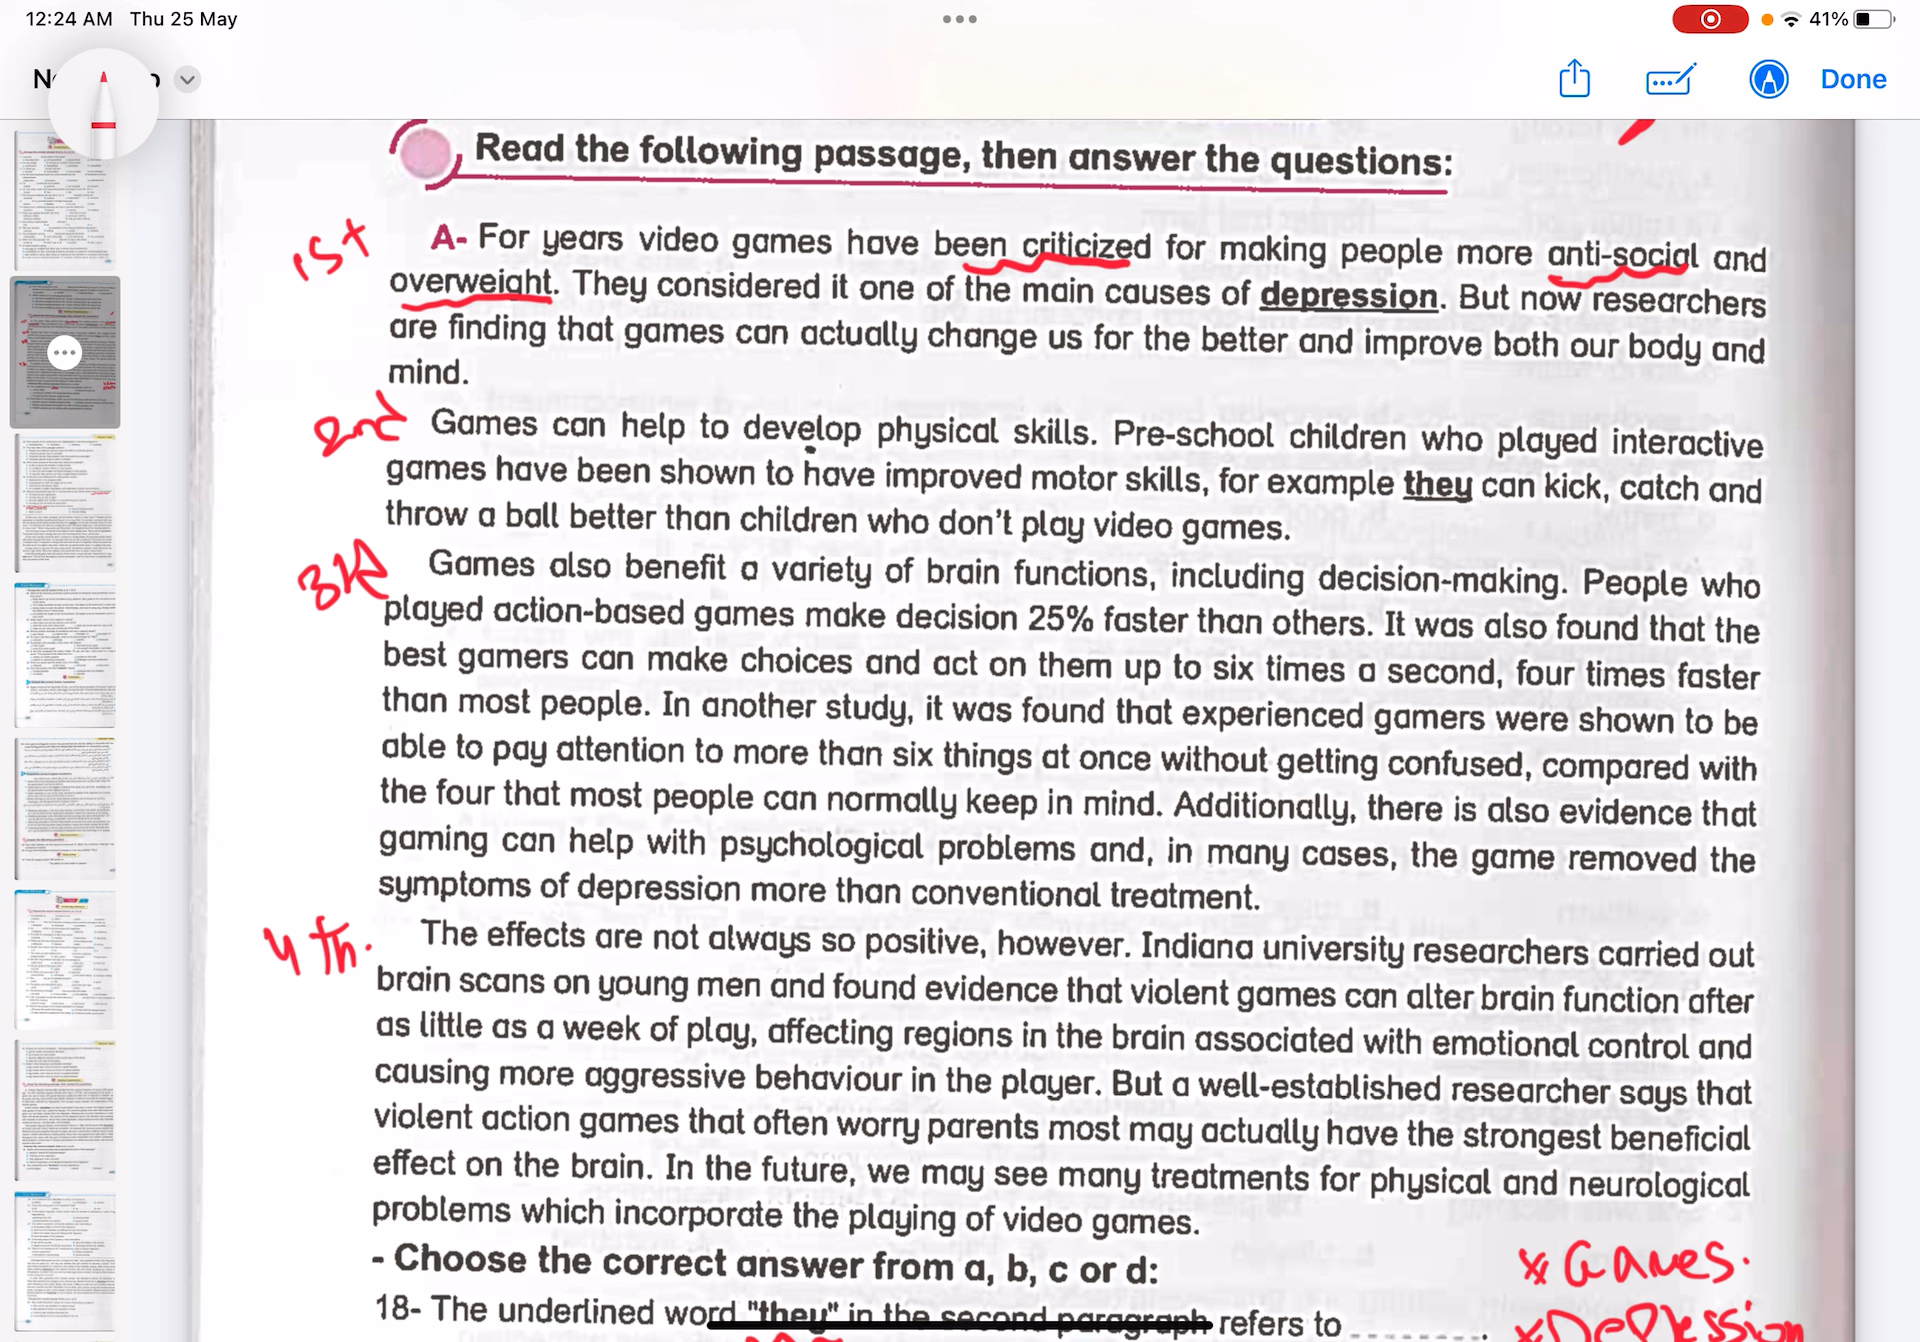 12:24 AM Thu 25 May
41%
Done
Read the following passage, then answer the questions:
1st
A- For years video games have been criticized for making people more anti-social and
overweight. They considered it one of the main causes of depression. But now researchers
are finding that games can actually change us for the better and improve both our body and
mind.
2nd
Games can help to develop physical skills. Pre-school children who played interactive
games have been shown to have improved motor skills, for example they can kick, catch and
throw a ball better than children who don't play video games.
3rd
Games also benefit a variety of brain functions, including decision-making. People who
played action-based games make decision 25% faster than others. It was also found that the
best gamers can make choices and act on them up to six times a second, four times faster
than most people. In another study, it was found that experienced gamers were shown to be
able to pay attention to more than six things at once without getting confused, compared with
the four that most people can normally keep in mind. Additionally, there is also evidence that
gaming can help with psychological problems and, in many cases, the game removed the
symptoms of depression more than conventional treatment.
4th.
The effects are not always so positive, however. Indiana university researchers carried out
brain scans on young men and found evidence that violent games can alter brain function after
as little as a week of play, affecting regions in the brain associated with emotional control and
causing more aggressive behaviour in the player. But a well-established researcher says that
violent action games that often worry parents most may actually have the strongest beneficial
effect on the brain. In the future, we may see many treatments for physical and neurological
problems which incorporate the playing of video games.
- Choose the correct answer from a, b, c or d:
x Games.
18- The underlined word "they" in the second paragraph refers to ........
x Depression